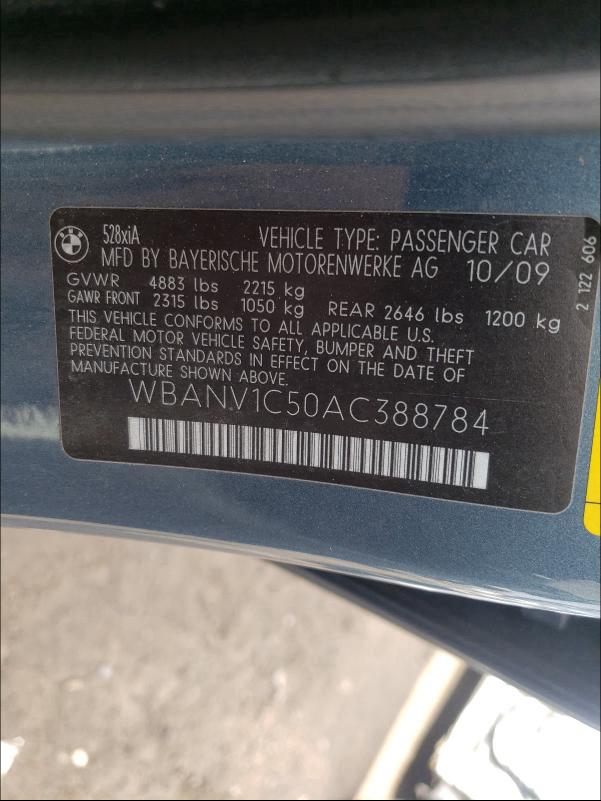 BMW
528xiA
VEHICLE TYPE: PASSENGER CAR
MFD BY BAYERISCHE MOTORENWERKE AG 10/09
GVWR 4883 lbs 2215 kg
GAWR FRONT 2315 lbs 1050 kg REAR 2646 lbs 1200 kg
THIS VEHICLE CONFORMS TO ALL APPLICABLE U.S.
FEDERAL MOTOR VEHICLE SAFETY, BUMPER AND THEFT
PREVENTION STANDARDS IN EFFECT ON THE DATE OF
MANUFACTURE SHOWN ABOVE.
WBANV1C50AC388784
2 122 606